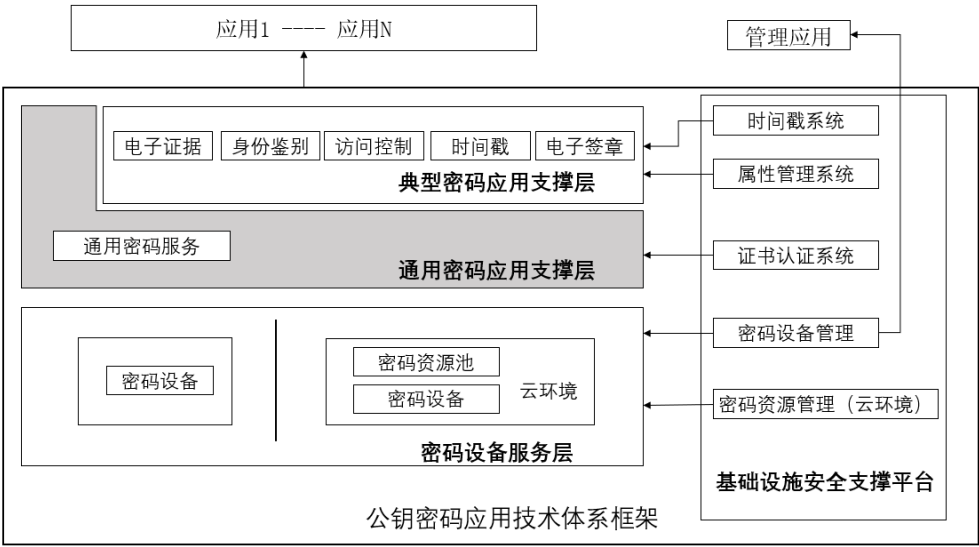 应用1 ---- 应用N
管理应用
电子证据
身份鉴别
访问控制
时间戳
电子签章
典型密码应用支撑层
通用密码服务
通用密码应用支撑层
密码设备
密码资源池
密码设备
云环境
密码设备服务层
时间戳系统
属性管理系统
证书认证系统
密码设备管理
密码资源管理（云环境）
基础设施安全支撑平台
公钥密码应用技术体系框架